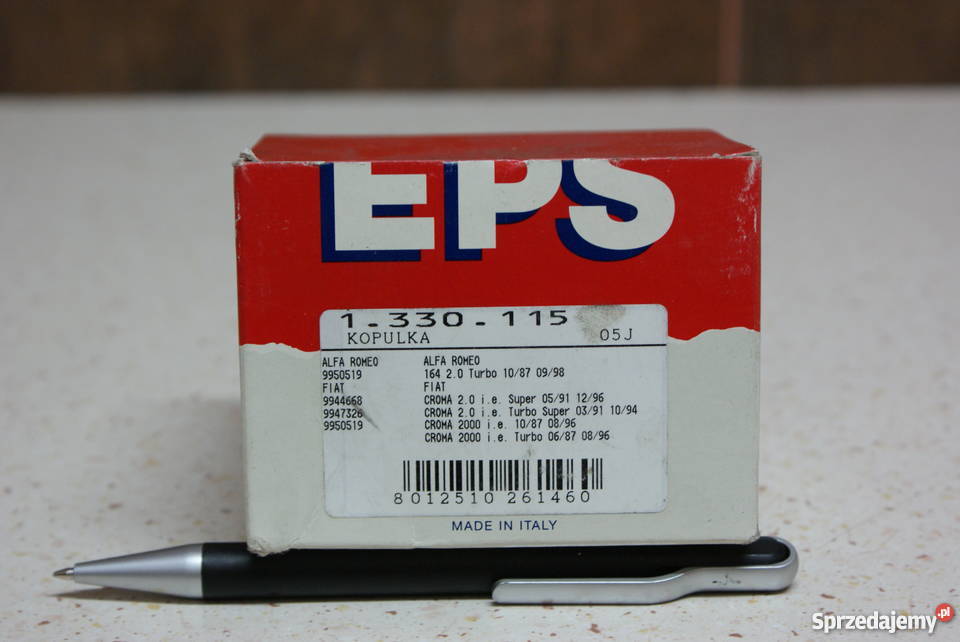 EPS
1.330.115
KOPULKA 05J
ALFA ROMEO ALFA ROMEO
9950519 164 2.0 Turbo 10/87 09/98
FIAT FIAT
9944668 CROMA 2.0 i.e. Super 05/91 12/96
9947326 CROMA 2.0 i.e. Turbo Super 03/91 10/94
9950519 CROMA 2000 i.e. 10/87 08/96
CROMA 2000 i.e. Turbo 06/87 08/96
8012510 261460
MADE IN ITALY
Sprzedajemy.pl